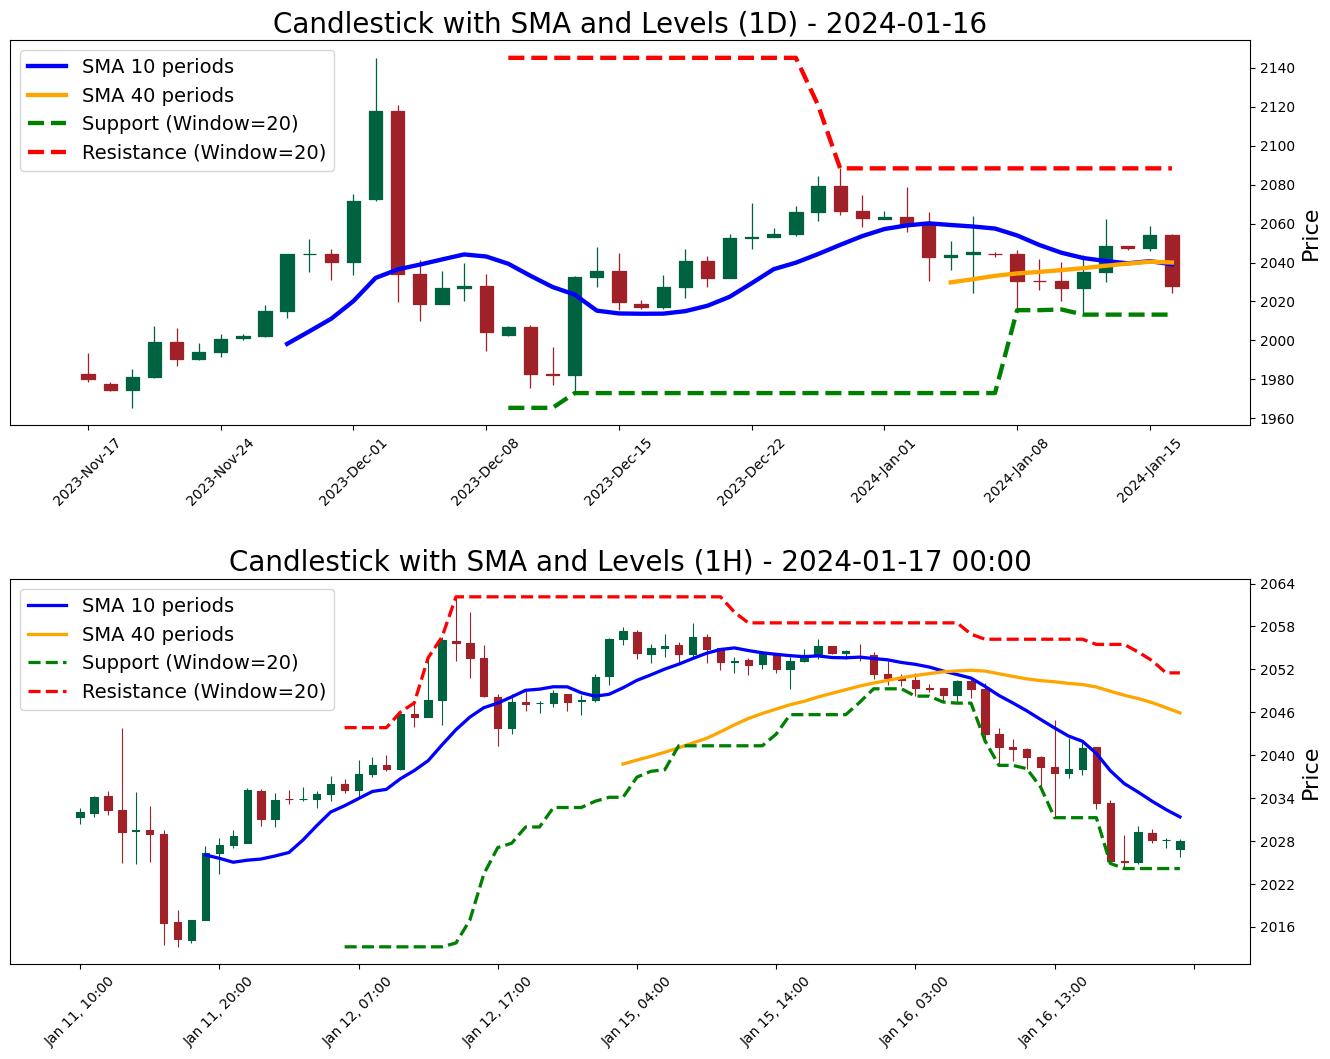 Candlestick with SMA and Levels (1D) - 2024-01-16
SMA 10 periods
SMA 40 periods
Support (Window=20)
Resistance (Window=20)
2140
2120
2100
2080
2060
2040
2020
2000
1980
1960
Price
2023-Nov-17
2023-Nov-24
2023-Dec-01
2023-Dec-08
2023-Dec-15
2023-Dec-22
2024-Jan-01
2024-Jan-08
2024-Jan-15
Candlestick with SMA and Levels (1H) - 2024-01-17 00:00
SMA 10 periods
SMA 40 periods
Support (Window=20)
Resistance (Window=20)
2064
2058
2052
2046
2040
2034
2028
2022
2016
Price
Jan 11, 10:00
Jan 11, 20:00
Jan 12, 07:00
Jan 12, 17:00
Jan 15, 04:00
Jan 15, 14:00
Jan 16, 03:00
Jan 16, 13:00